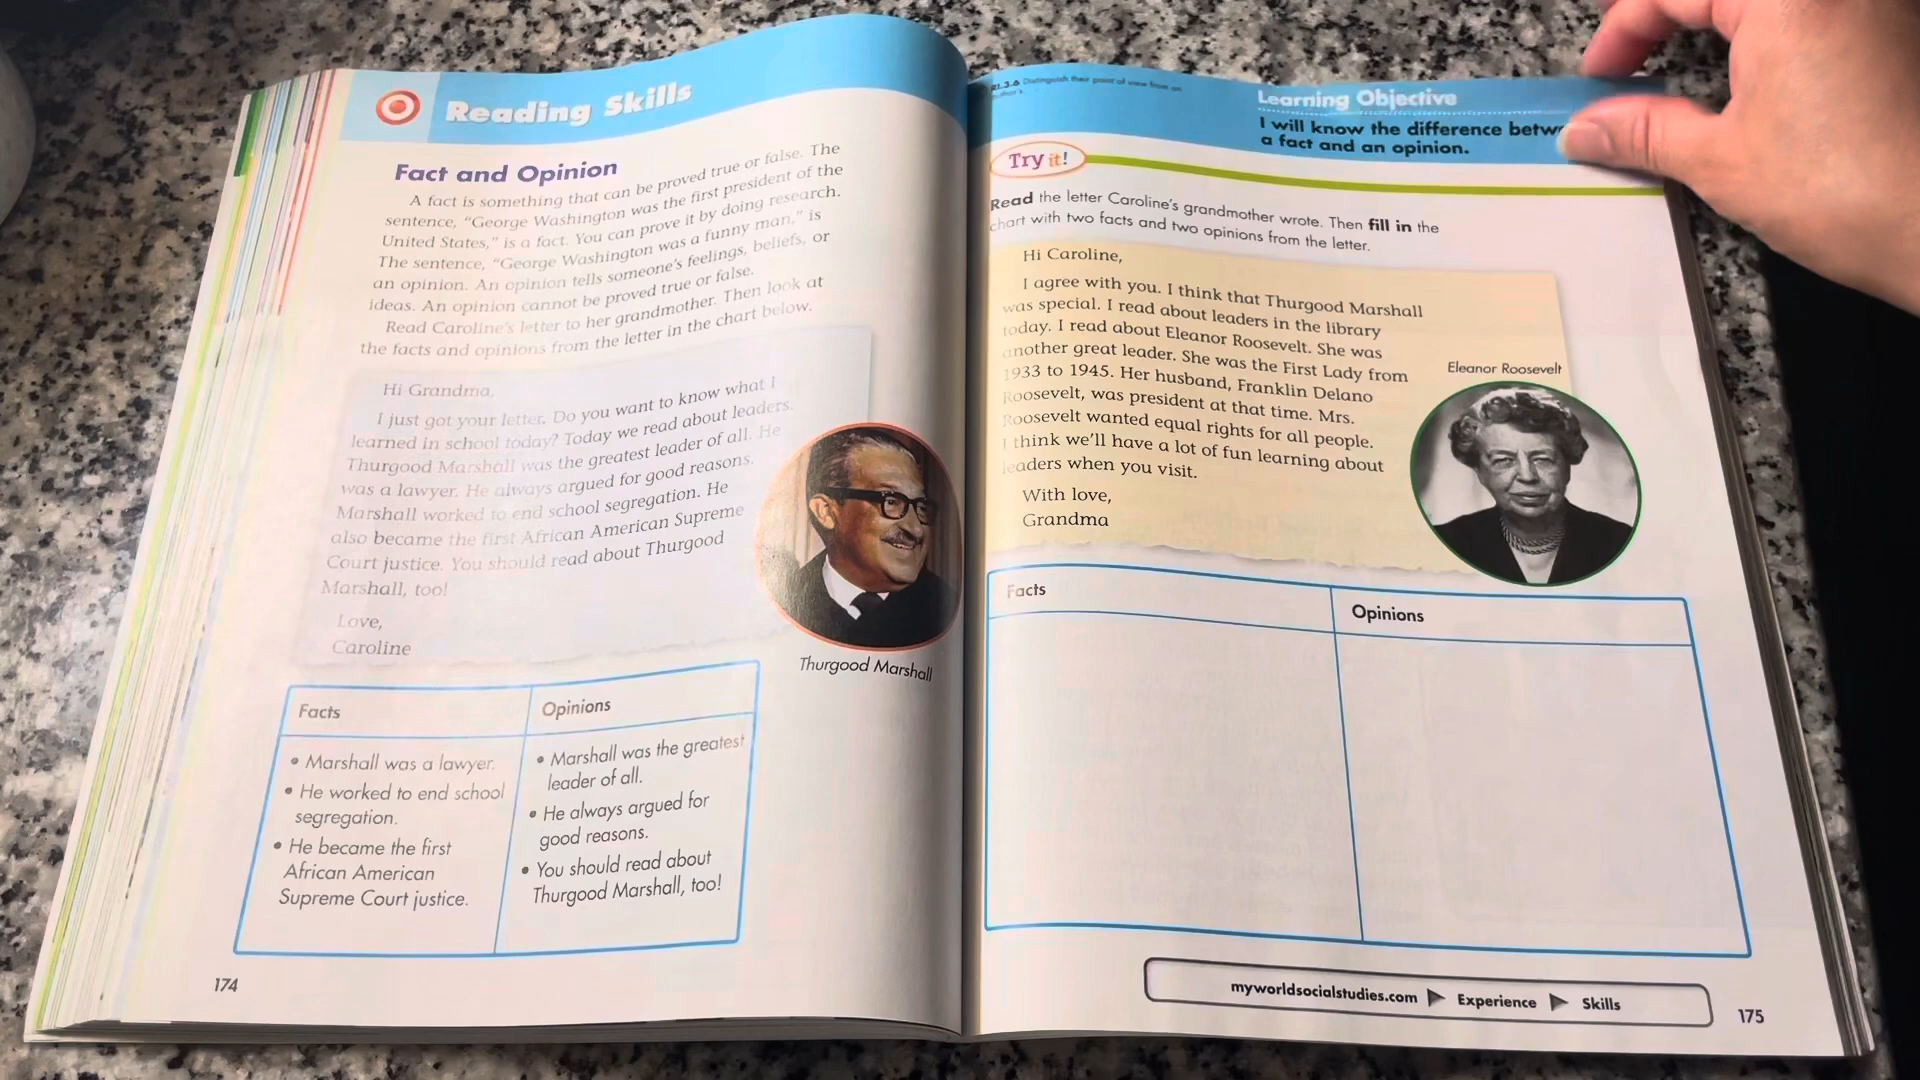 Reading Skills
Fact and Opinion
A fact is something that can be proved true or false. The
sentence, “George Washington was the first president of the
United States,” is a fact. You can prove it by doing research.
The sentence, “George Washington was a funny man,” is
an opinion. An opinion tells someone’s feelings, beliefs, or
ideas. An opinion cannot be proved true or false.
Read Caroline’s letter to her grandmother. Then look at
the facts and opinions from the letter in the chart below.
Hi Grandma,
I just got your letter. Do you want to know what I
learned in school today? Today we read about leaders.
Thurgood Marshall was the greatest leader of all. He
was a lawyer. He always argued for good reasons.
Marshall worked to end school segregation. He
also became the first African American Supreme
Court justice. You should read about Thurgood
Marshall, too!
Love,
Caroline
Thurgood Marshall
Facts
• Marshall was a lawyer.
• He worked to end school
segregation.
• He became the first
African American
Supreme Court justice.
Opinions
• Marshall was the greatest
leader of all.
• He always argued for
good reasons.
• You should read about
Thurgood Marshall, too!
174
RI.3.6 Distinguish their point of view from an
author's
Learning Objective
I will know the difference betw
a fact and an opinion.
Try it!
Read the letter Caroline’s grandmother wrote. Then fill in the
chart with two facts and two opinions from the letter.
Hi Caroline,
I agree with you. I think that Thurgood Marshall
was special. I read about leaders in the library
today. I read about Eleanor Roosevelt. She was
another great leader. She was the First Lady from
1933 to 1945. Her husband, Franklin Delano
Roosevelt, was president at that time. Mrs.
Roosevelt wanted equal rights for all people.
I think we’ll have a lot of fun learning about
leaders when you visit.
With love,
Grandma
Eleanor Roosevelt
Facts
Opinions
myworldsocialstudies.com ▶ Experience ▶ Skills
175